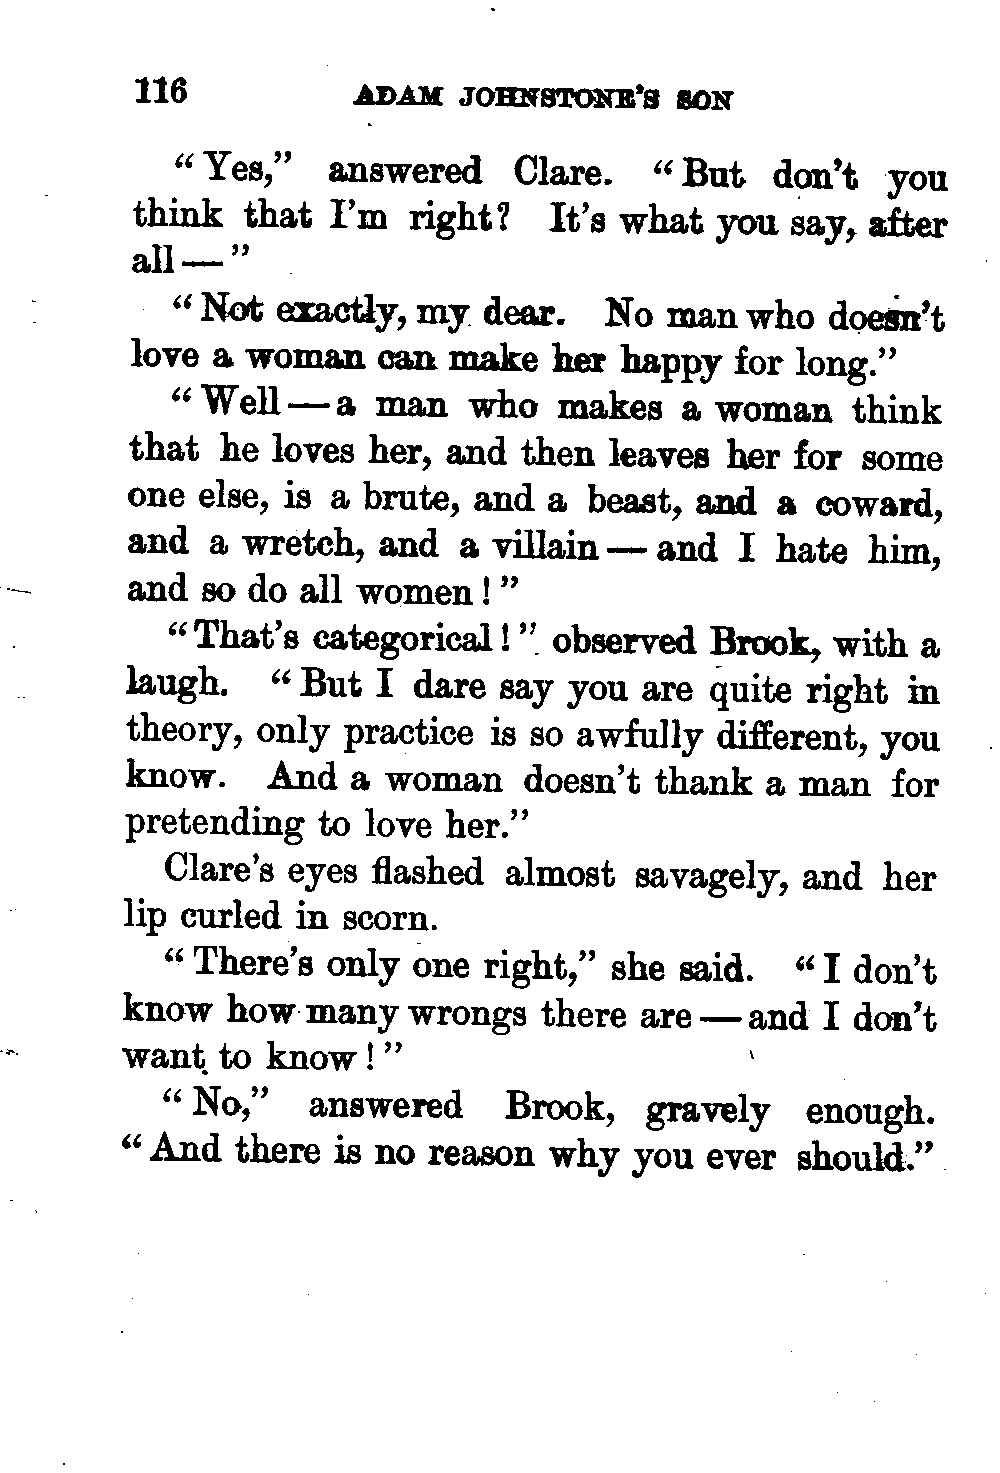 116 ADAM JOHNSTONE'S SON
"Yes," answered Clare. "But don't you
think that I'm right? It's what you say, after
all—"
"Not exactly, my dear. No man who doesn't
love a woman can make her happy for long."
"Well—a man who makes a woman think
that he loves her, and then leaves her for some
one else, is a brute, and a beast, and a coward,
and a wretch, and a villain—and I hate him,
and so do all women!"
"That's categorical!" observed Brook, with a
laugh. "But I dare say you are quite right in
theory, only practice is so awfully different, you
know. And a woman doesn't thank a man for
pretending to love her."
Clare's eyes flashed almost savagely, and her
lip curled in scorn.
"There's only one right," she said. "I don't
know how many wrongs there are—and I don't
want to know!"
"No," answered Brook, gravely enough.
"And there is no reason why you ever should."